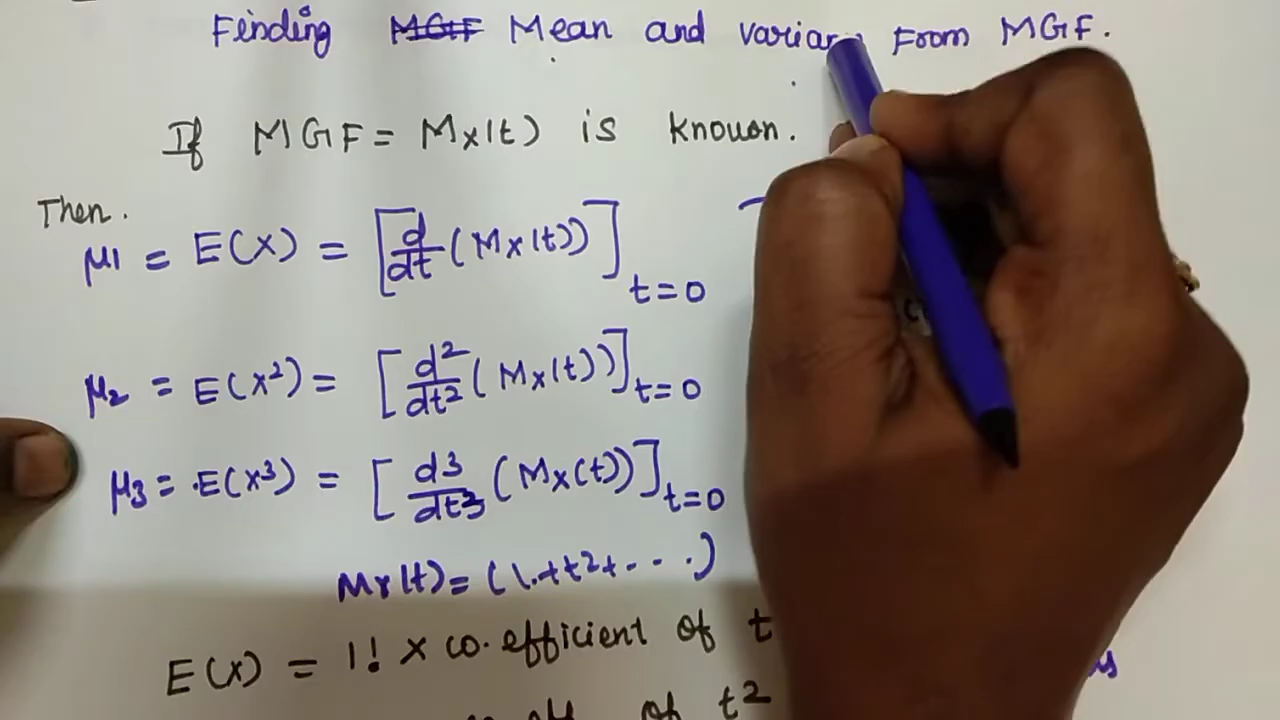 Finding MGF Mean and varian From MGF.
If MGF = Mx(t) is known.
Then.
μ1 = E(X) = [d/dt (Mx(t))] t=0
μ2 = E(X²) = [d²/dt² (Mx(t))] t=0
μ3 = E(X³) = [d3/dt3 (Mx(t))] t=0
Mx(t) = (1.+t²+ - - .)
E(X) = 1! × co.efficient of t
of t²